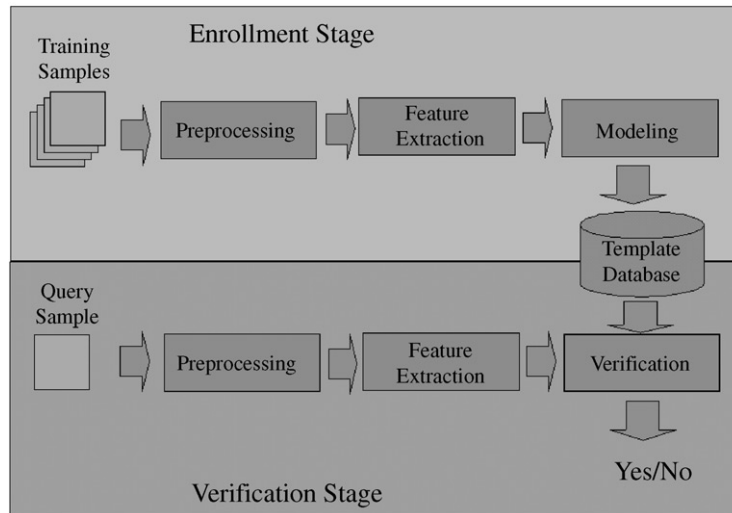 Enrollment Stage
Training
Samples
Preprocessing
Feature
Extraction
Modeling
Template
Database
Query
Sample
Preprocessing
Feature
Extraction
Verification
Yes/No
Verification Stage